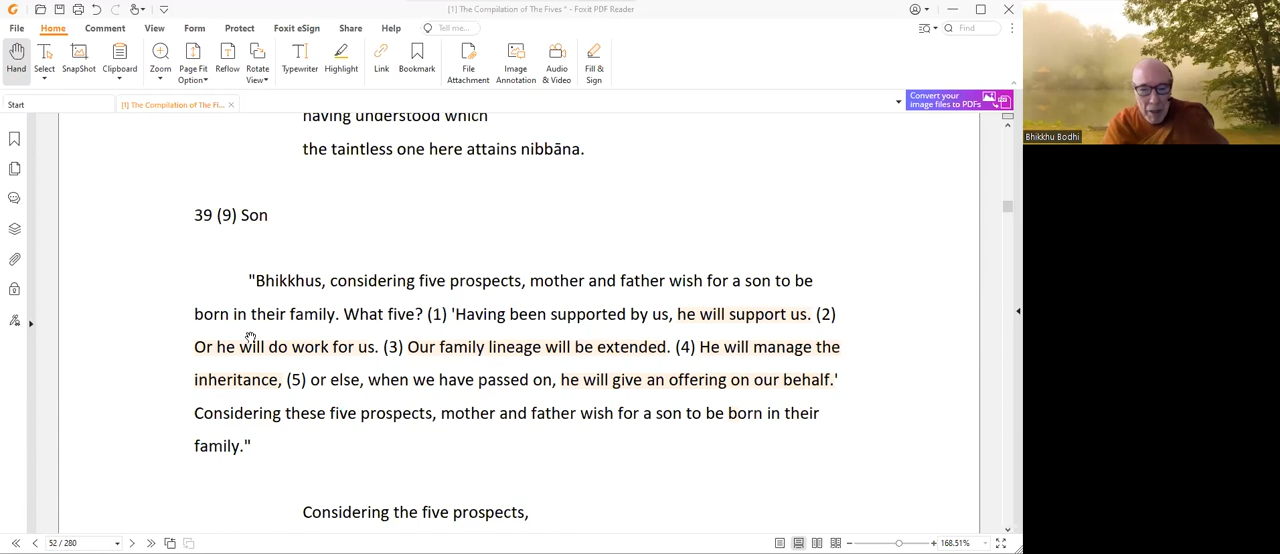 [1] The Compilation of The Fives * - Foxit PDF Reader
File Home Comment View Form Protect Foxit eSign Share Help Tell me... Find
Hand Select SnapShot Clipboard Zoom Page Fit Option Reflow Rotate View Typewriter Highlight Link Bookmark File Attachment Image Annotation Audio & Video Fill & Sign
Start [1] The Compilation of The Fi... Convert your image files to PDFs
having understood which
the taintless one here attains nibbāna.
39 (9) Son
"Bhikkhus, considering five prospects, mother and father wish for a son to be
born in their family. What five? (1) 'Having been supported by us, he will support us. (2)
Or he will do work for us. (3) Our family lineage will be extended. (4) He will manage the
inheritance, (5) or else, when we have passed on, he will give an offering on our behalf.'
Considering these five prospects, mother and father wish for a son to be born in their
family."
Considering the five prospects,
52 / 280 168.51%
Bhikkhu Bodhi